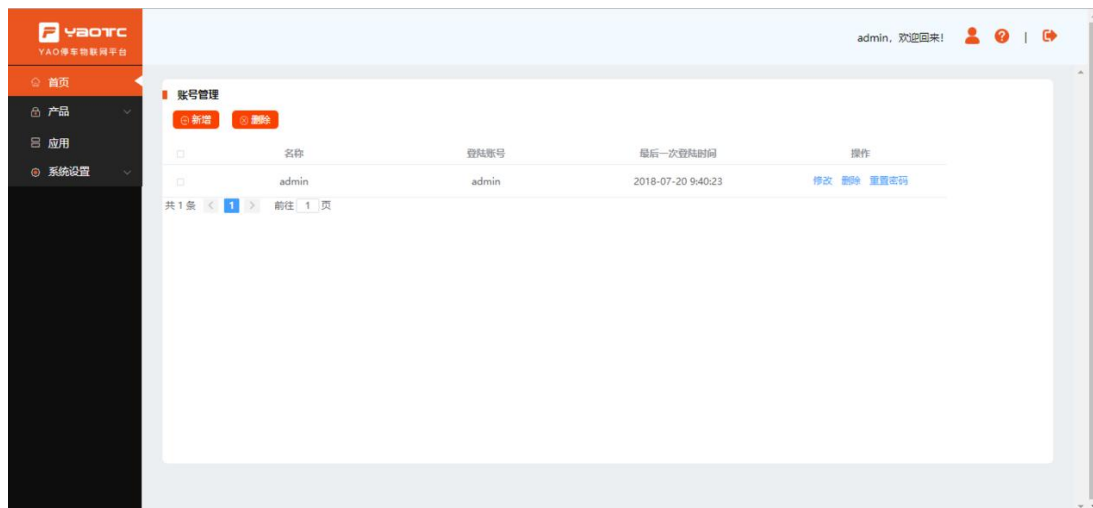 YAOTC
YAO停车物联网平台
admin, 欢迎回来!
首页
产品
应用
系统设置
账号管理
新增 删除
名称 登陆账号 最后一次登陆时间 操作
admin admin 2018-07-20 9:40:23 修改 删除 重置密码
共1条 1 前往 1 页